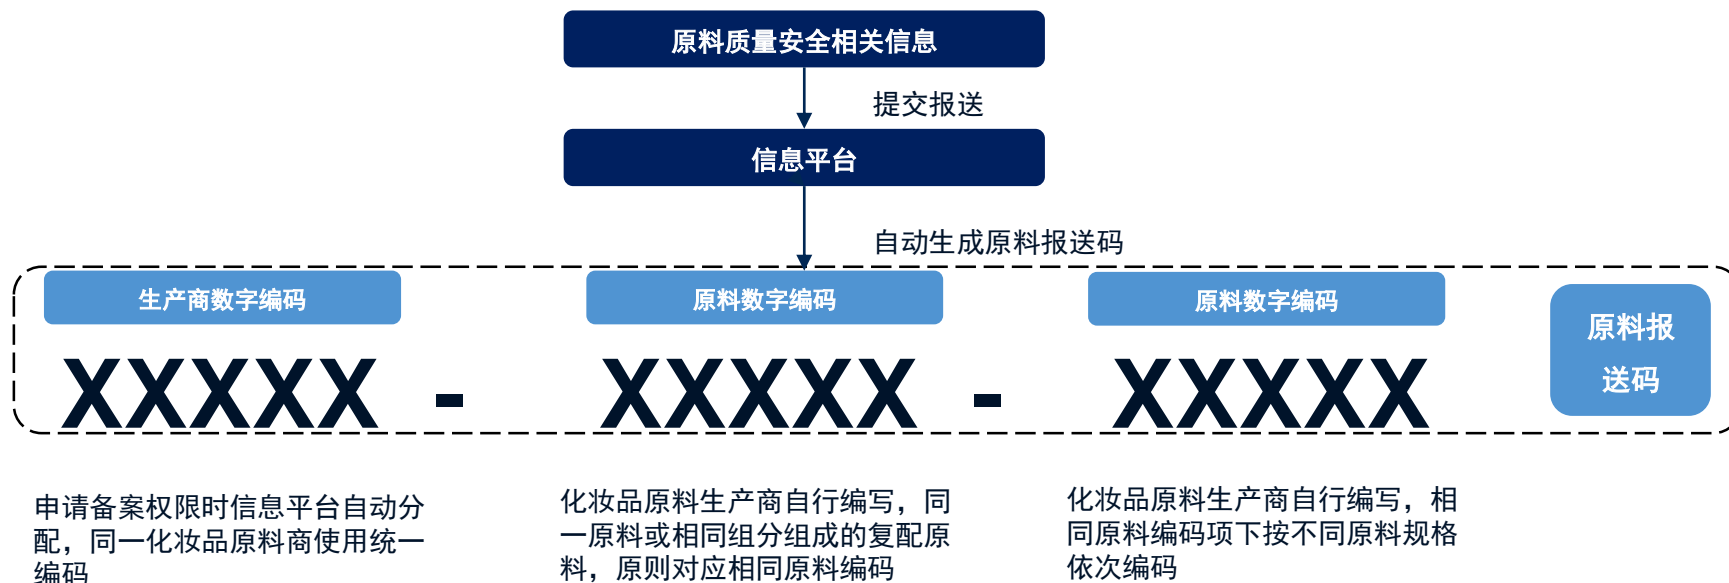 原料质量安全相关信息
提交报送
信息平台
自动生成原料报送码
生产商数字编码
原料数字编码
原料数字编码
原料报
送码
XXXXX - XXXXX - XXXXX
申请备案权限时信息平台自动分
配，同一化妆品原料商使用统一
编码
化妆品原料生产商自行编写，同
一原料或相同组分组成的复配原
料，原则对应相同原料编码
化妆品原料生产商自行编写，相
同原料编码项下按不同原料规格
依次编码